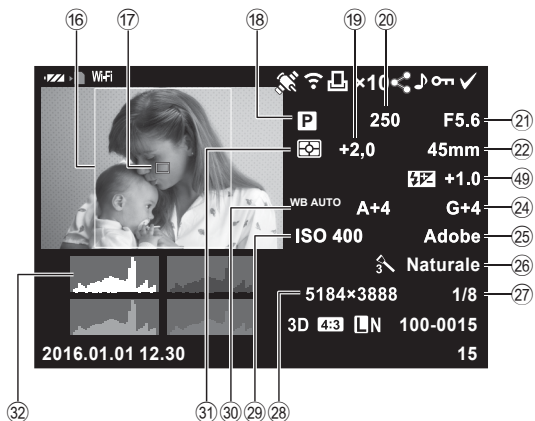 ⑯ ⑰ ⑱ ⑲ ⑳
Wi-Fi ×10
P 250 F5.6 ㉑
+2,0 45mm ㉒
+1.0 ㊾
WB AUTO A+4 G+4 ㉔
ISO 400 Adobe ㉕
3 Naturale ㉖
5184×3888 1/8 ㉗
3D 4:3 LN 100-0015
2016.01.01 12.30 15
㉜ ㉛ ㉚ ㉙ ㉘